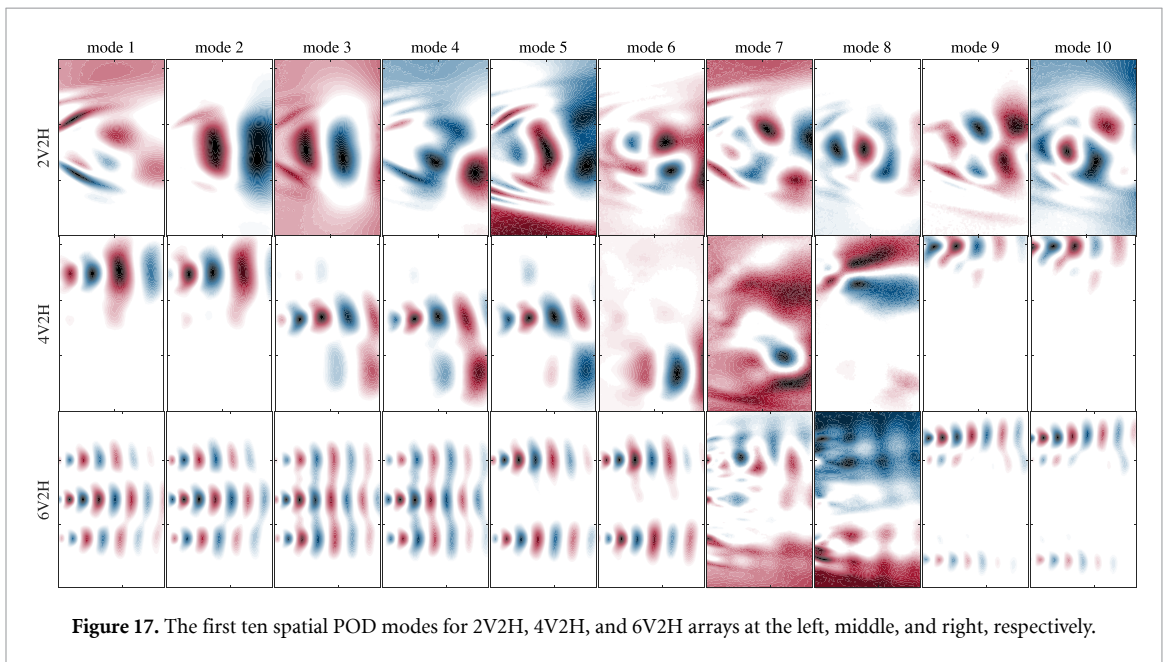 mode 1 mode 2 mode 3 mode 4 mode 5 mode 6 mode 7 mode 8 mode 9 mode 10
2V2H
4V2H
6V2H
Figure 17. The first ten spatial POD modes for 2V2H, 4V2H, and 6V2H arrays at the left, middle, and right, respectively.